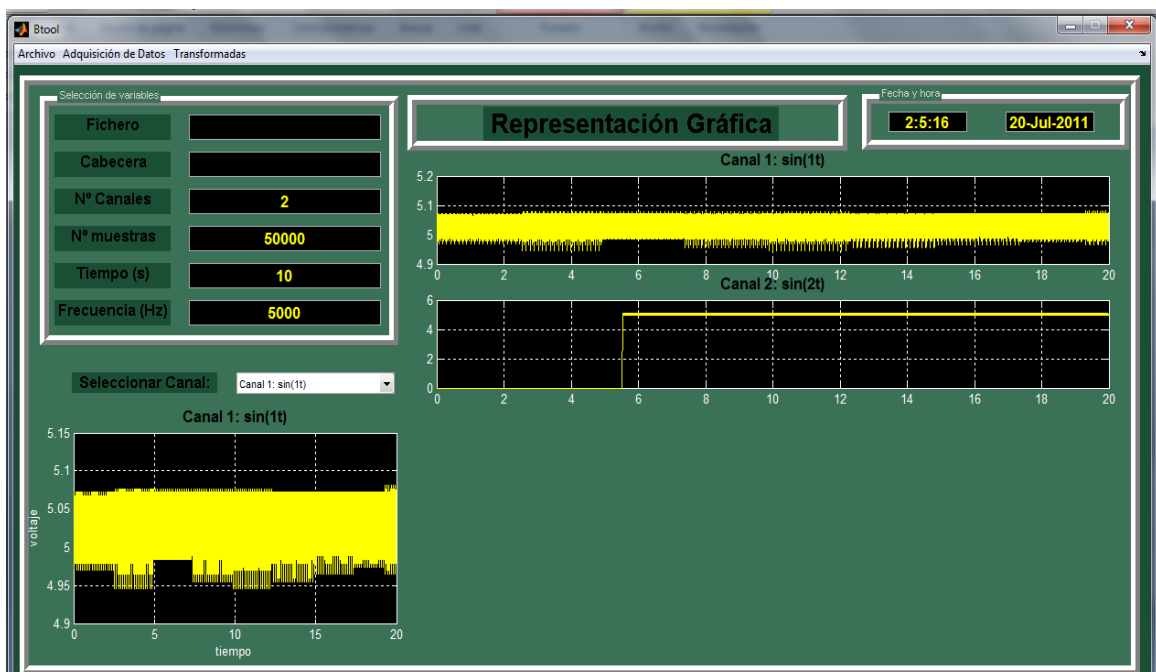 Btool
Archivo Adquisición de Datos Transformadas
Selección de variables
Fichero
Cabecera
Nº Canales 2
Nº muestras 50000
Tiempo (s) 10
Frecuencia (Hz) 5000
Representación Gráfica
Fecha y hora
2:5:16 20-Jul-2011
Canal 1: sin(1t)
5.2
5.1
5
4.9
0 2 4 6 8 10 12 14 16 18 20
Canal 2: sin(2t)
6
4
2
0
0 2 4 6 8 10 12 14 16 18 20
Seleccionar Canal: Canal 1: sin(1t)
Canal 1: sin(1t)
5.15
5.1
5.05
5
4.95
4.9
voltaje
0 5 10 15 20
tiempo